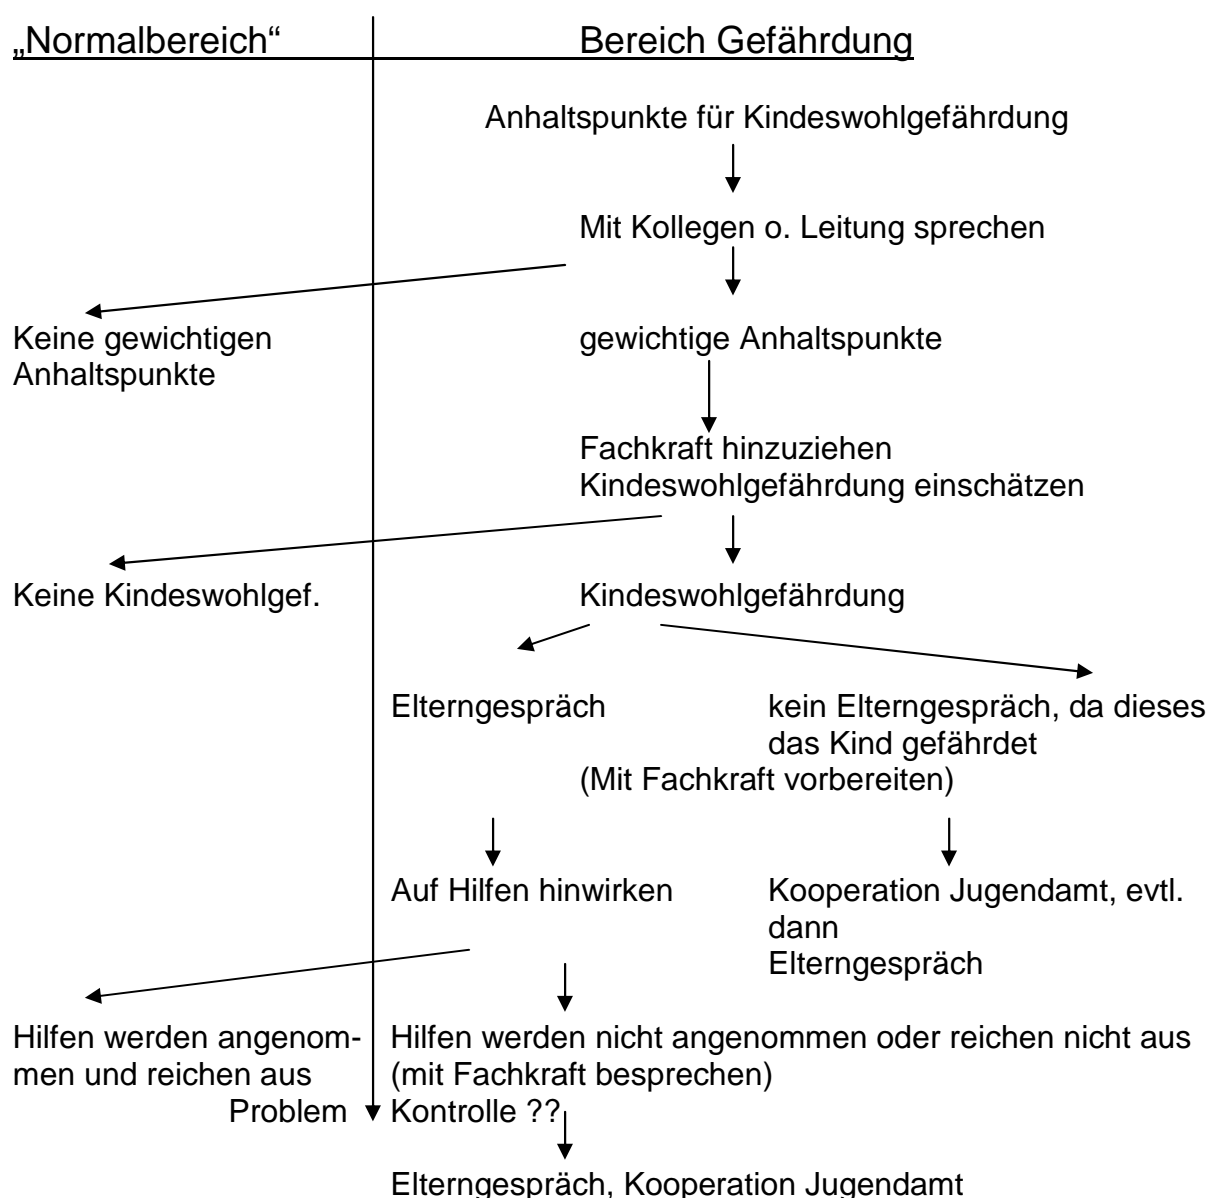 „Normalbereich“ Bereich Gefährdung
Anhaltspunkte für Kindeswohlgefährdung
Mit Kollegen o. Leitung sprechen
Keine gewichtigen
Anhaltspunkte
gewichtige Anhaltspunkte
Fachkraft hinzuziehen
Kindeswohlgefährdung einschätzen
Keine Kindeswohlgef.
Kindeswohlgefährdung
Elterngespräch
kein Elterngespräch, da dieses
das Kind gefährdet
(Mit Fachkraft vorbereiten)
Auf Hilfen hinwirken
Kooperation Jugendamt, evtl.
dann
Elterngespräch
Hilfen werden angenom-
men und reichen aus
Hilfen werden nicht angenommen oder reichen nicht aus
(mit Fachkraft besprechen)
Problem Kontrolle ??
Elterngespräch, Kooperation Jugendamt